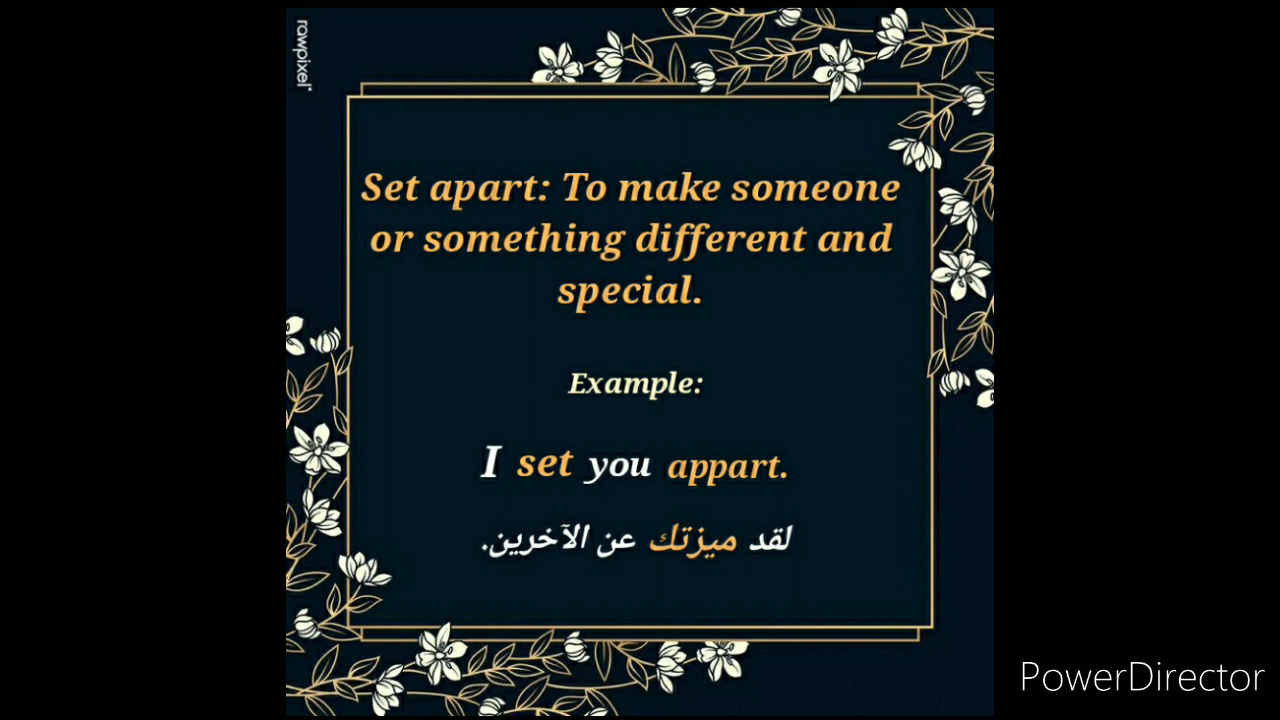 rawpixel
Set apart: To make someone
or something different and
special.
Example:
I set you appart.
لقد ميزتك عن الآخرين.
PowerDirector